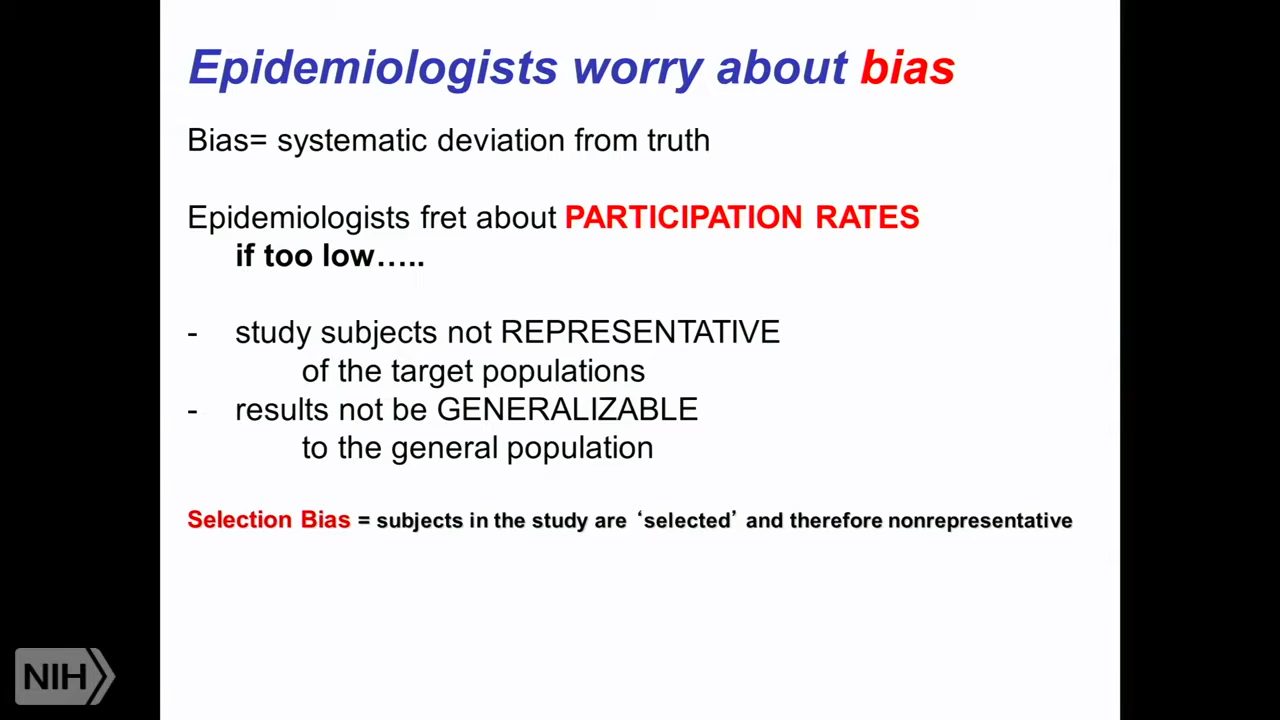 Epidemiologists worry about bias
Bias= systematic deviation from truth
Epidemiologists fret about PARTICIPATION RATES
if too low…..
- study subjects not REPRESENTATIVE
of the target populations
- results not be GENERALIZABLE
to the general population
Selection Bias = subjects in the study are ‘selected’ and therefore nonrepresentative
NIH